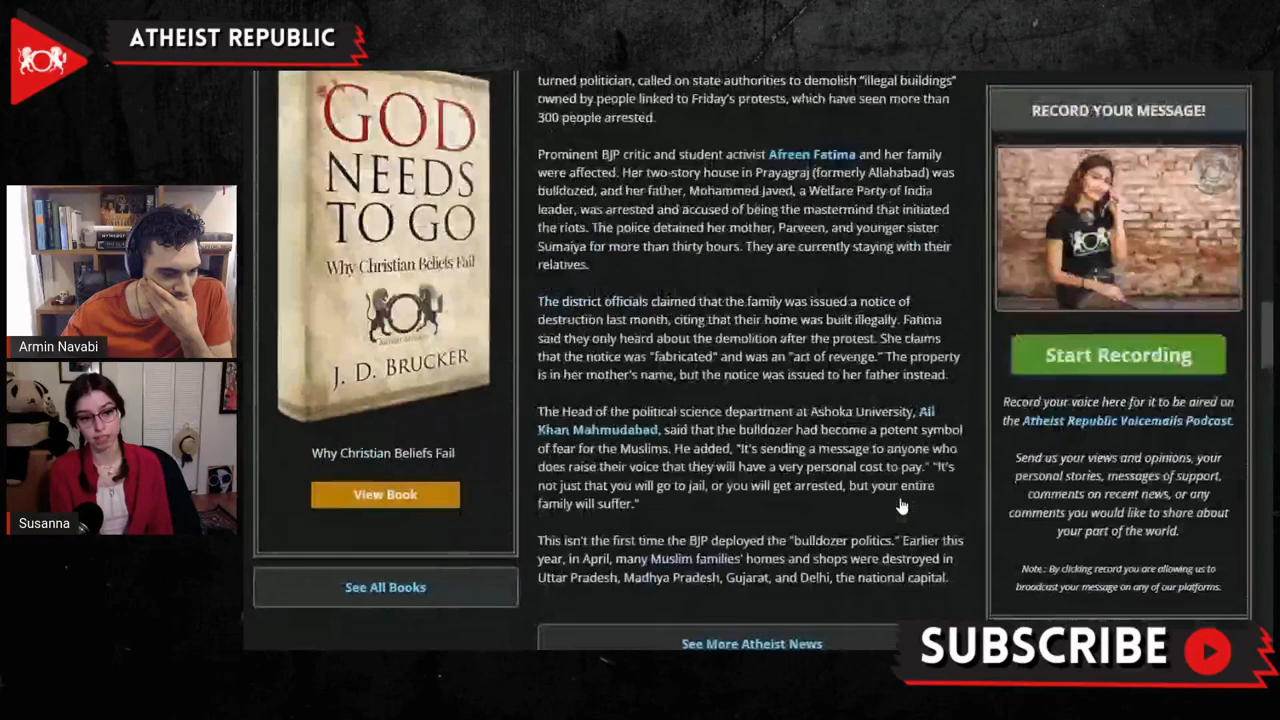 ATHEIST REPUBLIC
Armin Navabi
Susanna
GOD
NEEDS
TO GO
Why Christian Beliefs Fail
J. D. BRUCKER
Why Christian Beliefs Fail
View Book
See All Books
turned politician, called on state authorities to demolish "illegal buildings"
owned by people linked to Friday's protests, which have seen more than
300 people arrested.
Prominent BJP critic and student activist Afreen Fatima and her family
were affected. Her two-story house in Prayagraj (formerly Allahabad) was
bulldozed, and her father, Mohammed Javed, a Welfare Party of India
leader, was arrested and accused of being the mastermind that initiated
the riots. The police detained her mother, Parveen, and younger sister
Sumaiya for more than thirty hours. They are currently staying with their
relatives.
The district officials claimed that the family was issued a notice of
destruction last month, citing that their home was built illegally. Fatima
said they only heard about the demolition after the protest. She claims
that the notice was "fabricated" and was an "act of revenge." The property
is in her mother's name, but the notice was issued to her father instead.
The Head of the political science department at Ashoka University, Ali
Khan Mahmudabad, said that the bulldozer had become a potent symbol
of fear for the Muslims. He added, "It's sending a message to anyone who
does raise their voice that they will have a very personal cost to pay." "It's
not just that you will go to jail, or you will get arrested, but your entire
family will suffer."
This isn't the first time the BJP deployed the "bulldozer politics." Earlier this
year, in April, many Muslim families' homes and shops were destroyed in
Uttar Pradesh, Madhya Pradesh, Gujarat, and Delhi, the national capital.
See More Atheist News
RECORD YOUR MESSAGE!
Start Recording
Record your voice here for it to be aired on
the Atheist Republic Voicemails Podcast.
Send us your views and opinions, your
personal stories, messages of support,
comments on recent news, or any
comments you would like to share about
your part of the world.
Note.: By clicking record you are allowing us to
broadcast your message on any of our platforms.
SUBSCRIBE